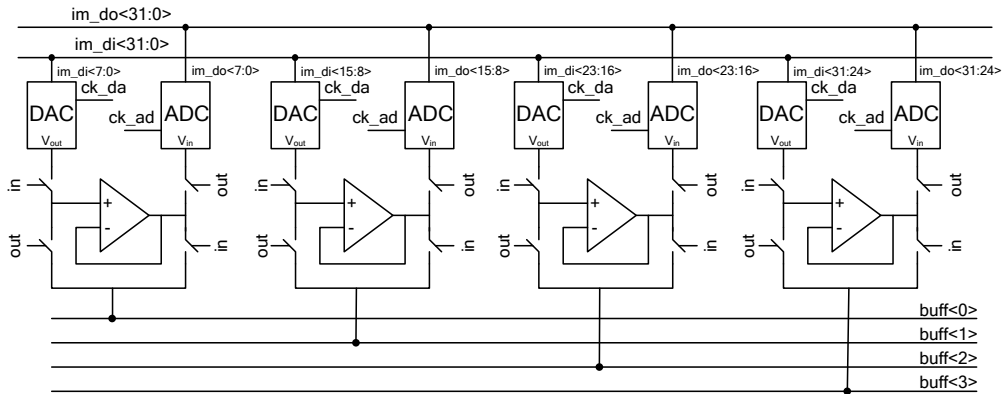 im_do<31:0>
im_di<31:0>
im_di<7:0>
im_do<7:0>
im_di<15:8>
im_do<15:8>
im_di<23:16>
im_do<23:16>
im_di<31:24>
im_do<31:24>
ck_da
ck_da
ck_da
ck_da
DAC
ADC
DAC
ADC
DAC
ADC
DAC
ADC
ck_ad
ck_ad
ck_ad
ck_ad
Vout
Vin
Vout
Vin
Vout
Vin
Vout
Vin
in
out
in
out
in
out
in
out
+
+
+
+
-
-
-
-
out
in
out
in
out
in
out
in
buff<0>
buff<1>
buff<2>
buff<3>